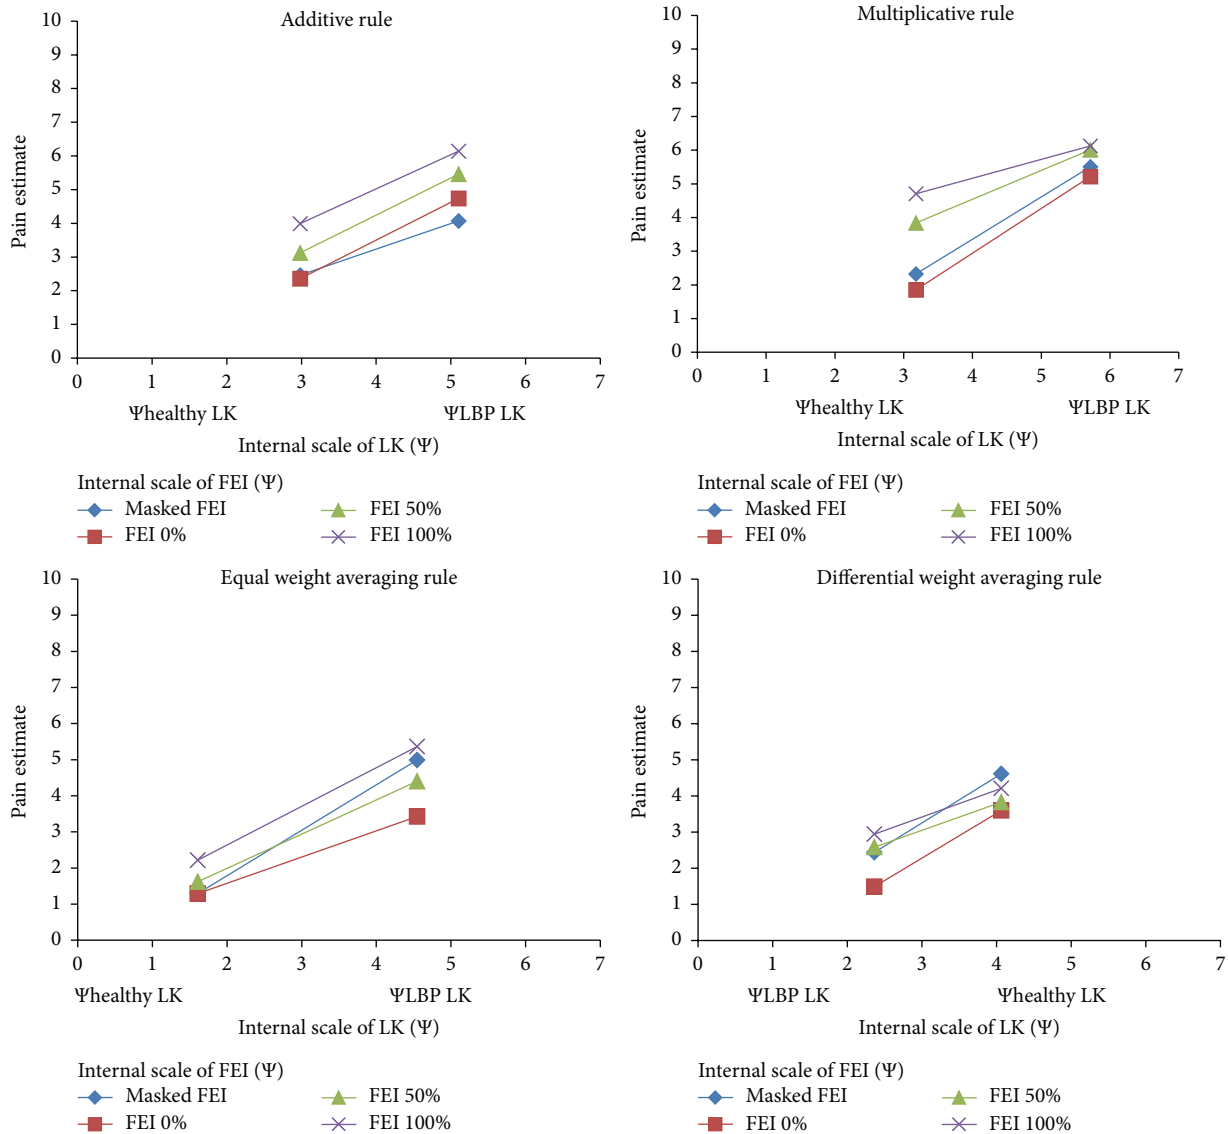 Additive rule
10
9
8
7
6
5
4
3
2
1
0
Pain estimate
0 1 2 3 4 5 6 7
Ψhealthy LK ΨLBP LK
Internal scale of LK (Ψ)
Internal scale of FEI (Ψ)
Masked FEI FEI 50%
FEI 0% FEI 100%
Multiplicative rule
10
9
8
7
6
5
4
3
2
1
0
Pain estimate
0 1 2 3 4 5 6 7
Ψhealthy LK ΨLBP LK
Internal scale of LK (Ψ)
Internal scale of FEI (Ψ)
Masked FEI FEI 50%
FEI 0% FEI 100%
Equal weight averaging rule
10
9
8
7
6
5
4
3
2
1
0
Pain estimate
0 1 2 3 4 5 6 7
Ψhealthy LK ΨLBP LK
Internal scale of LK (Ψ)
Internal scale of FEI (Ψ)
Masked FEI FEI 50%
FEI 0% FEI 100%
Differential weight averaging rule
10
9
8
7
6
5
4
3
2
1
0
Pain estimate
0 1 2 3 4 5 6 7
ΨLBP LK Ψhealthy LK
Internal scale of LK (Ψ)
Internal scale of FEI (Ψ)
Masked FEI FEI 50%
FEI 0% FEI 100%